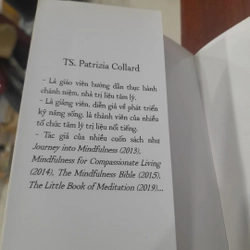 TS. Patrizia Collard
- Là giáo viên hướng dẫn thực hành
chánh niệm, nhà trị liệu tâm lý.
- Là giảng viên, diễn giả về phát triển
kỹ năng sống, là thành viên của nhiều
tổ chức tâm lý trị liệu nổi tiếng.
- Tác giả của nhiều cuốn sách như
Journey into Mindfulness (2013),
Mindfulness for Compassionate Living
(2014), The Mindfulness Bible (2015),
The Little Book of Meditation (2019)...